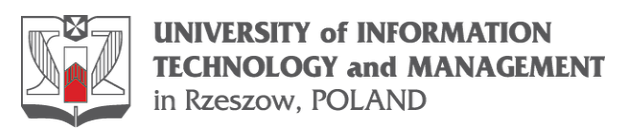 UNIVERSITY of INFORMATION
TECHNOLOGY and MANAGEMENT
in Rzeszow, POLAND